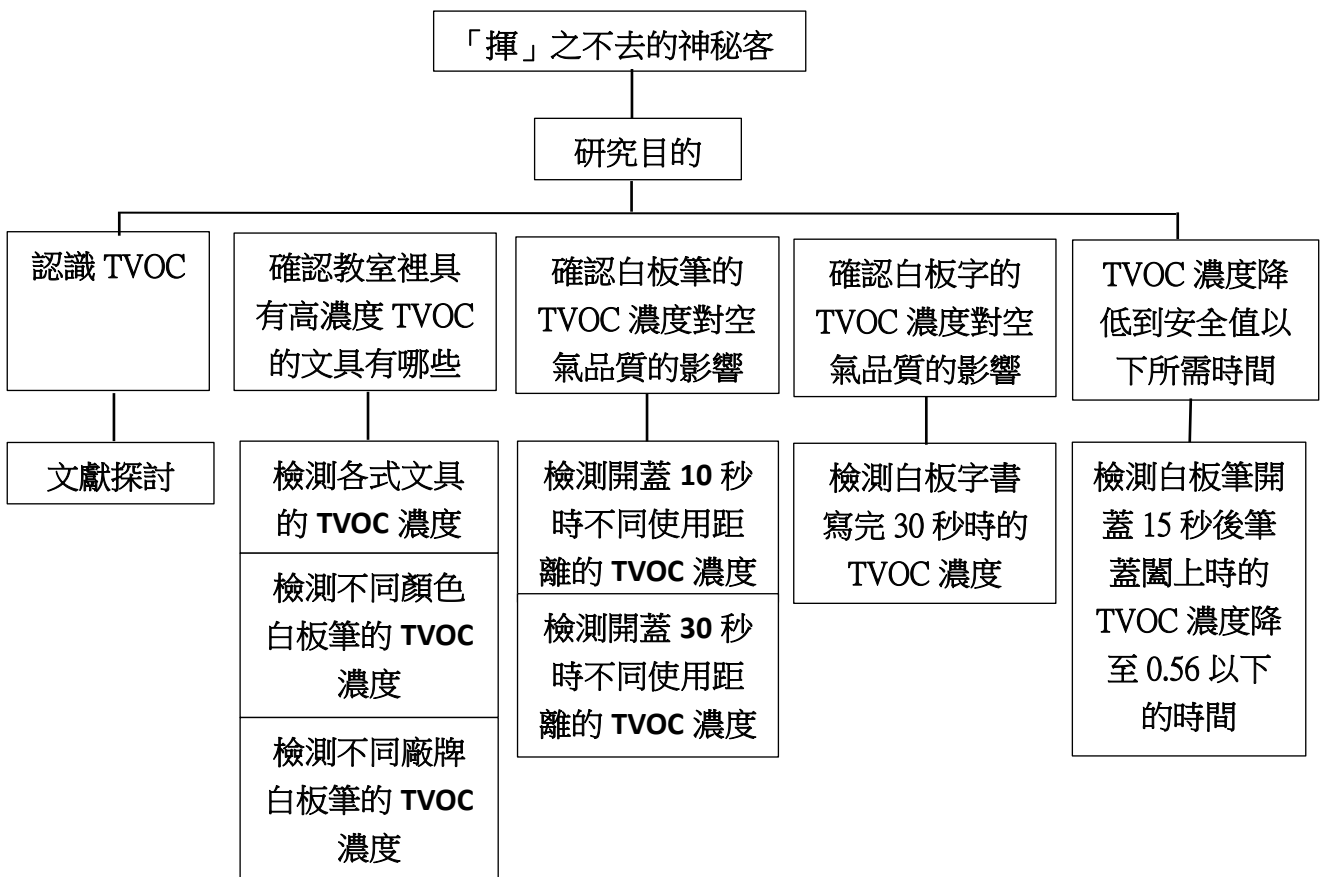 「揮」之不去的神秘客
研究目的
認識 TVOC
確認教室裡具
有高濃度 TVOC
的文具有哪些
確認白板筆的
TVOC 濃度對空
氣品質的影響
確認白板字的
TVOC 濃度對空
氣品質的影響
TVOC 濃度降
低到安全值以
下所需時間
文獻探討
檢測各式文具
的 TVOC 濃度
檢測不同顏色
白板筆的 TVOC
濃度
檢測不同廠牌
白板筆的 TVOC
濃度
檢測開蓋 10 秒
時不同使用距
離的 TVOC 濃度
檢測開蓋 30 秒
時不同使用距
離的 TVOC 濃度
檢測白板字書
寫完 30 秒時的
TVOC 濃度
檢測白板筆開
蓋 15 秒後筆
蓋闔上時的
TVOC 濃度降
至 0.56 以下
的時間